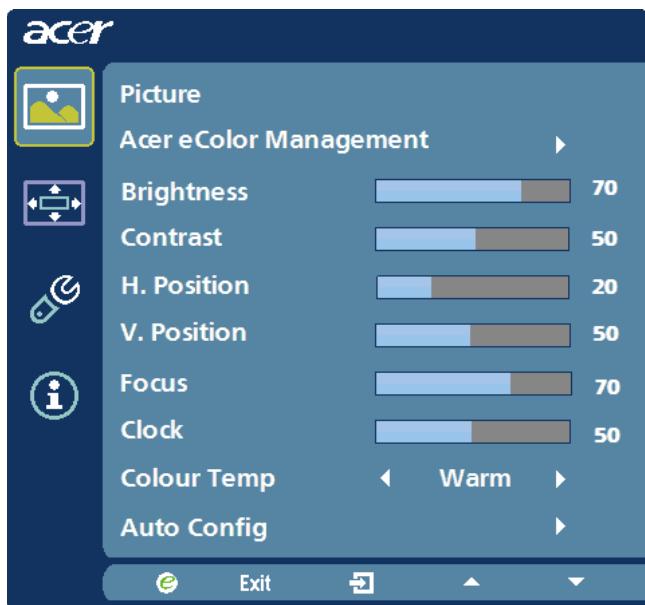 acer
Picture
Acer eColor Management
Brightness 70
Contrast 50
H. Position 20
V. Position 50
Focus 70
Clock 50
Colour Temp Warm
Auto Config
e Exit